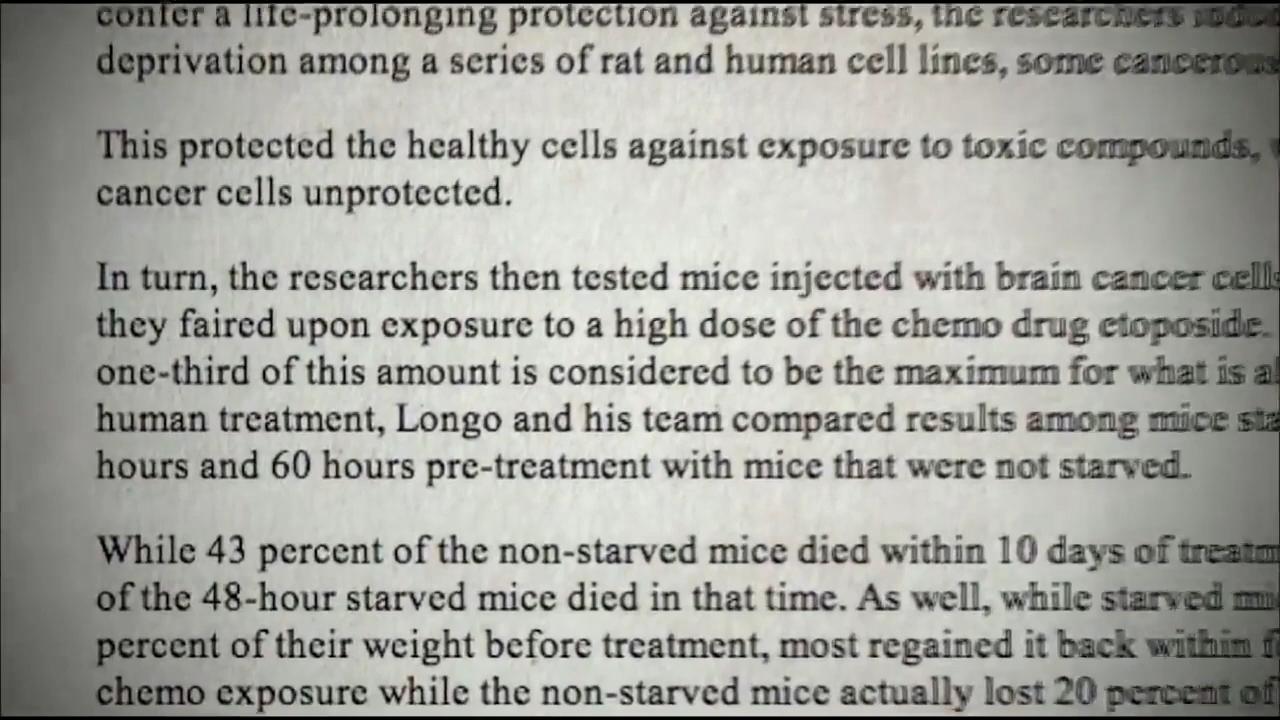 confer a life-prolonging protection against stress, the researchers
deprivation among a series of rat and human cell lines, some cancerous
This protected the healthy cells against exposure to toxic compounds,
cancer cells unprotected.
In turn, the researchers then tested mice injected with brain cancer cells
they faired upon exposure to a high dose of the chemo drug etoposide.
one-third of this amount is considered to be the maximum for what is
human treatment, Longo and his team compared results among mice
hours and 60 hours pre-treatment with mice that were not starved.
While 43 percent of the non-starved mice died within 10 days of
of the 48-hour starved mice died in that time. As well, while starved
percent of their weight before treatment, most regained it back within
chemo exposure while the non-starved mice actually lost 20 percent of